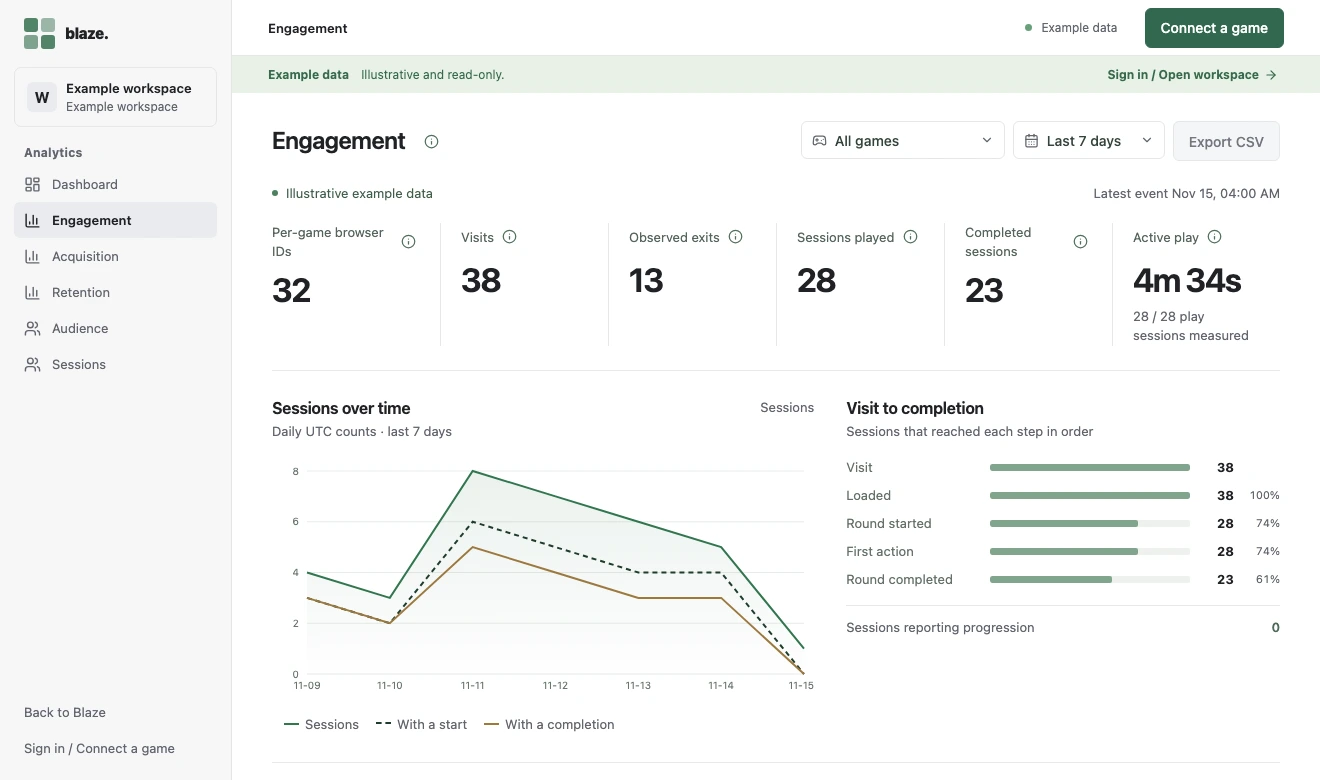 blaze.
W
Example workspace
Example workspace
Analytics
Dashboard
Engagement
Acquisition
Retention
Audience
Sessions
Back to Blaze
Sign in / Connect a game
Engagement
Example data
Connect a game
Example data Illustrative and read-only.
Sign in / Open workspace →
Engagement
All games
Last 7 days
Export CSV
Illustrative example data
Latest event Nov 15, 04:00 AM
Per-game browser
IDs
32
Visits
38
Observed exits
13
Sessions played
28
Completed
sessions
23
Active play
4m 34s
28 / 28 play
sessions measured
Sessions over time
Sessions
Daily UTC counts · last 7 days
8
6
4
2
0
11-09 11-10 11-11 11-12 11-13 11-14 11-15
Sessions With a start With a completion
Visit to completion
Sessions that reached each step in order
Visit 38
Loaded 38 100%
Round started 28 74%
First action 28 74%
Round completed 23 61%
Sessions reporting progression 0